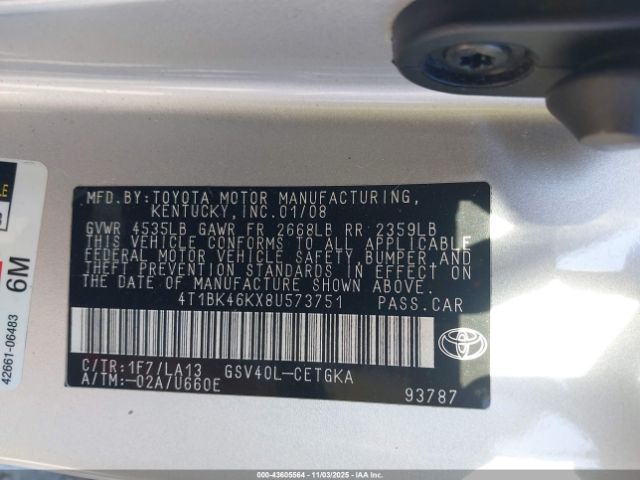 MFD.BY:TOYOTA MOTOR MANUFACTURING,
KENTUCKY,INC.01/08
GVWR 4535LB GAWR FR 2668LB RR 2359LB
THIS VEHICLE CONFORMS TO ALL APPLICABLE
FEDERAL MOTOR VEHICLE SAFETY,BUMPER,AND
THEFT PREVENTION STANDARDS IN EFFECT ON
THE DATE OF MANUFACTURE SHOWN ABOVE.
4T1BK46KX8U573751 PASS.CAR
C/TR:1F7/LA13 GSV40L-CETGKA
A/TM:-02A/U660E
93787
TOYOTA
42661-06483
6M
000-43605564 - 11/03/2025 - IAAI.COM